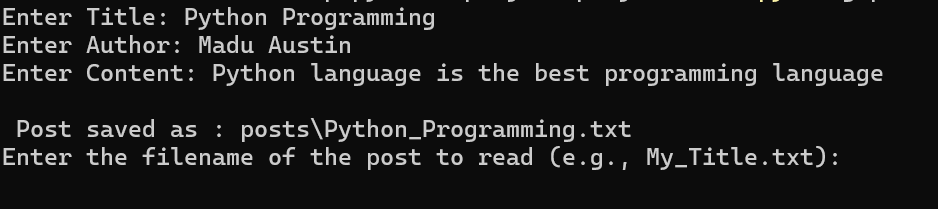 Enter Title: Python Programming
Enter Author: Madu Austin
Enter Content: Python language is the best programming language
Post saved as : posts\Python_Programming.txt
Enter the filename of the post to read (e.g., My_Title.txt):